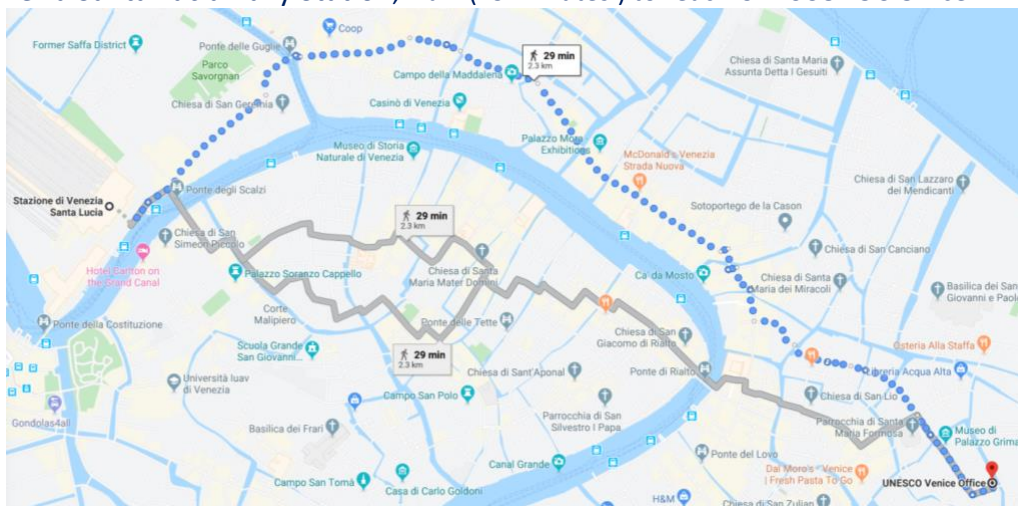 Former Saffa District
Ponte delle Guglie
Coop
Parco
Savorgnan
Chiesa di San Geremia
Campo della Maddalena
29 min
2.3 km
Chiesa di Santa Maria
Assunta Detta I Gesuiti
Casinò di Venezia
Museo di Storia
Naturale di Venezia
Palazzo Mora
Exhibitions
McDonald's Venezia
Strada Nuova
Chiesa di San Lazzaro
dei Mendicanti
Stazione di Venezia
Santa Lucia
Ponte degli Scalzi
Chiesa di San
Simeon Piccolo
Hotel Carlton on
the Grand Canal
Palazzo Soranzo Cappello
29 min
2.3 km
Chiesa di Santa
Maria Mater Domini
Sotoportego de la Cason
Chiesa di San Canciano
Ca' da Mosto
Chiesa di Santa
Maria dei Miracoli
Basilica dei San
Giovanni e Paolo
Ponte della Costituzione
Corte
Malipiero
Ponte delle Tette
Scuola Grande
San Giovanni...
29 min
2.3 km
Chiesa di San
Giacomo di Rialto
Osteria Alla Staffa
Università Iuav
di Venezia
Chiesa di Sant'Aponal
Ponte di Rialto
Libreria Acqua Alta
Gondolas4all
Campo San Polo
Chiesa di San Lio
Basilica dei Frari
Parrocchia di San
Silvestro I Papa
Parrocchia di Santa
Maria Formosa
Museo di
Palazzo Grima
Ponte del Lovo
Campo San Tomà
Canal Grande
Casa di Carlo Goldoni
H&M
Dal Moro's - Venice
| Fresh Pasta To Go
Chiesa di San Zulian
UNESCO Venice Office